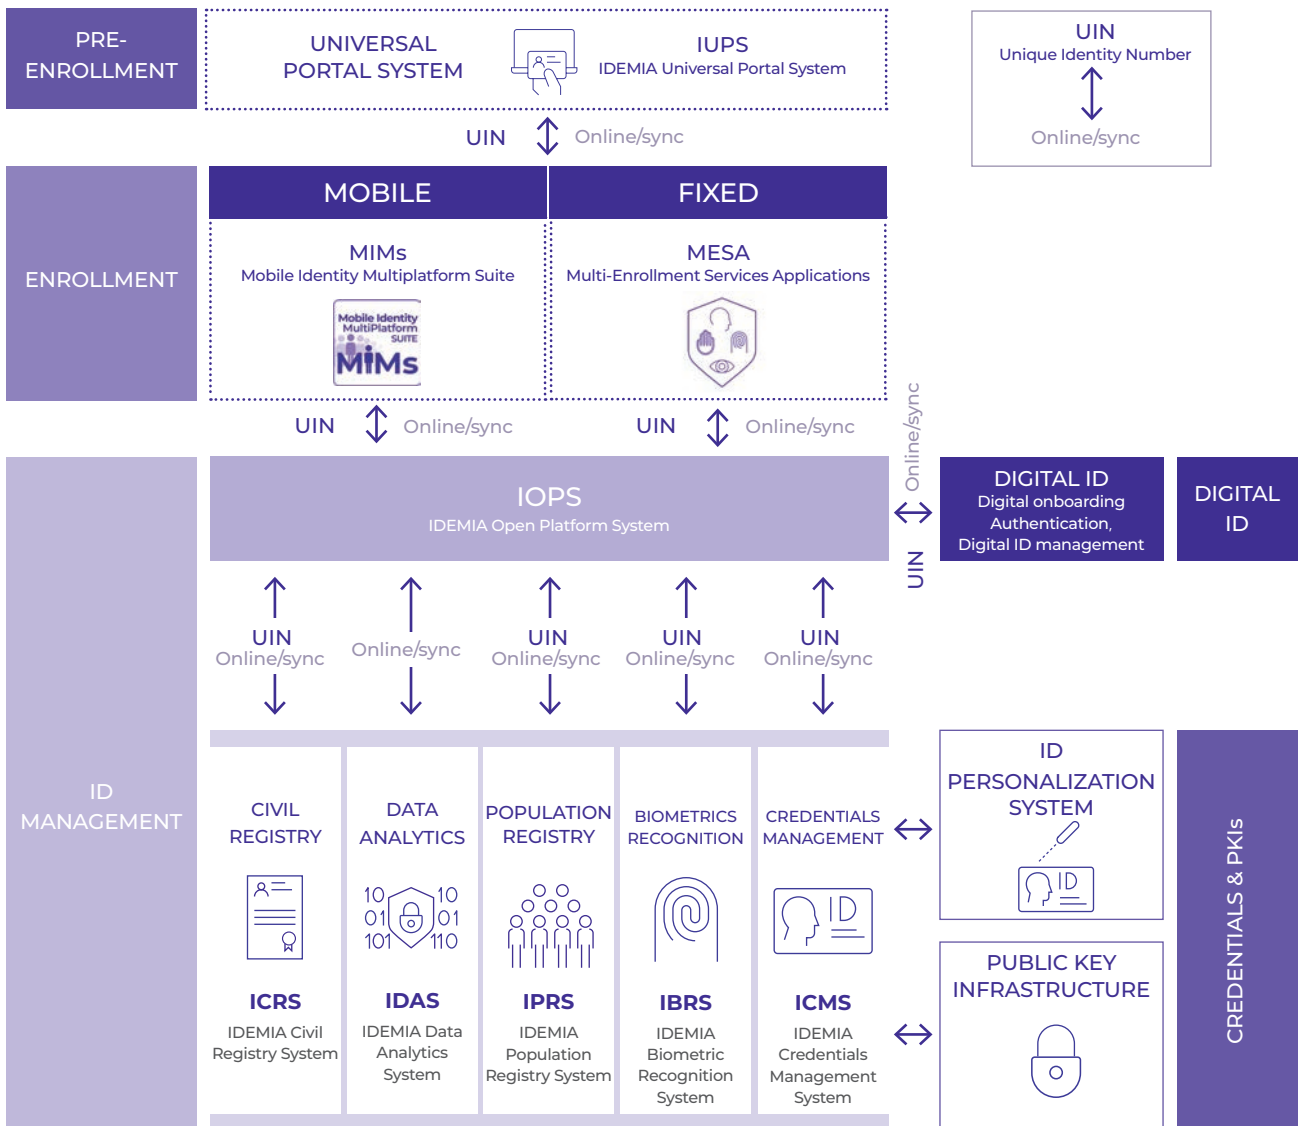 PRE-
ENROLLMENT
UNIVERSAL
PORTAL SYSTEM
IUPS
IDEMIA Universal Portal System
UIN
Unique Identity Number
Online/sync
UIN
Online/sync
ENROLLMENT
MOBILE
FIXED
MIMs
Mobile Identity Multiplatform Suite
Mobile Identity
MultiPlatform
SUITE
MiMs
MESA
Multi-Enrollment Services Applications
UIN
Online/sync
UIN
Online/sync
Online/sync
UIN
ID
MANAGEMENT
IOPS
IDEMIA Open Platform System
DIGITAL ID
Digital onboarding
Authentication,
Digital ID management
DIGITAL
ID
UIN
Online/sync
Online/sync
UIN
Online/sync
UIN
Online/sync
UIN
Online/sync
CIVIL
REGISTRY
ICRS
IDEMIA Civil
Registry System
DATA
ANALYTICS
10 10
01 01
101 110
IDAS
IDEMIA Data
Analytics
System
POPULATION
REGISTRY
IPRS
IDEMIA
Population
Registry System
BIOMETRICS
RECOGNITION
IBRS
IDEMIA
Biometric
Recognition
System
CREDENTIALS
MANAGEMENT
ID
ICMS
IDEMIA
Credentials
Management
System
ID
PERSONALIZATION
SYSTEM
ID
PUBLIC KEY
INFRASTRUCTURE
CREDENTIALS & PKIs